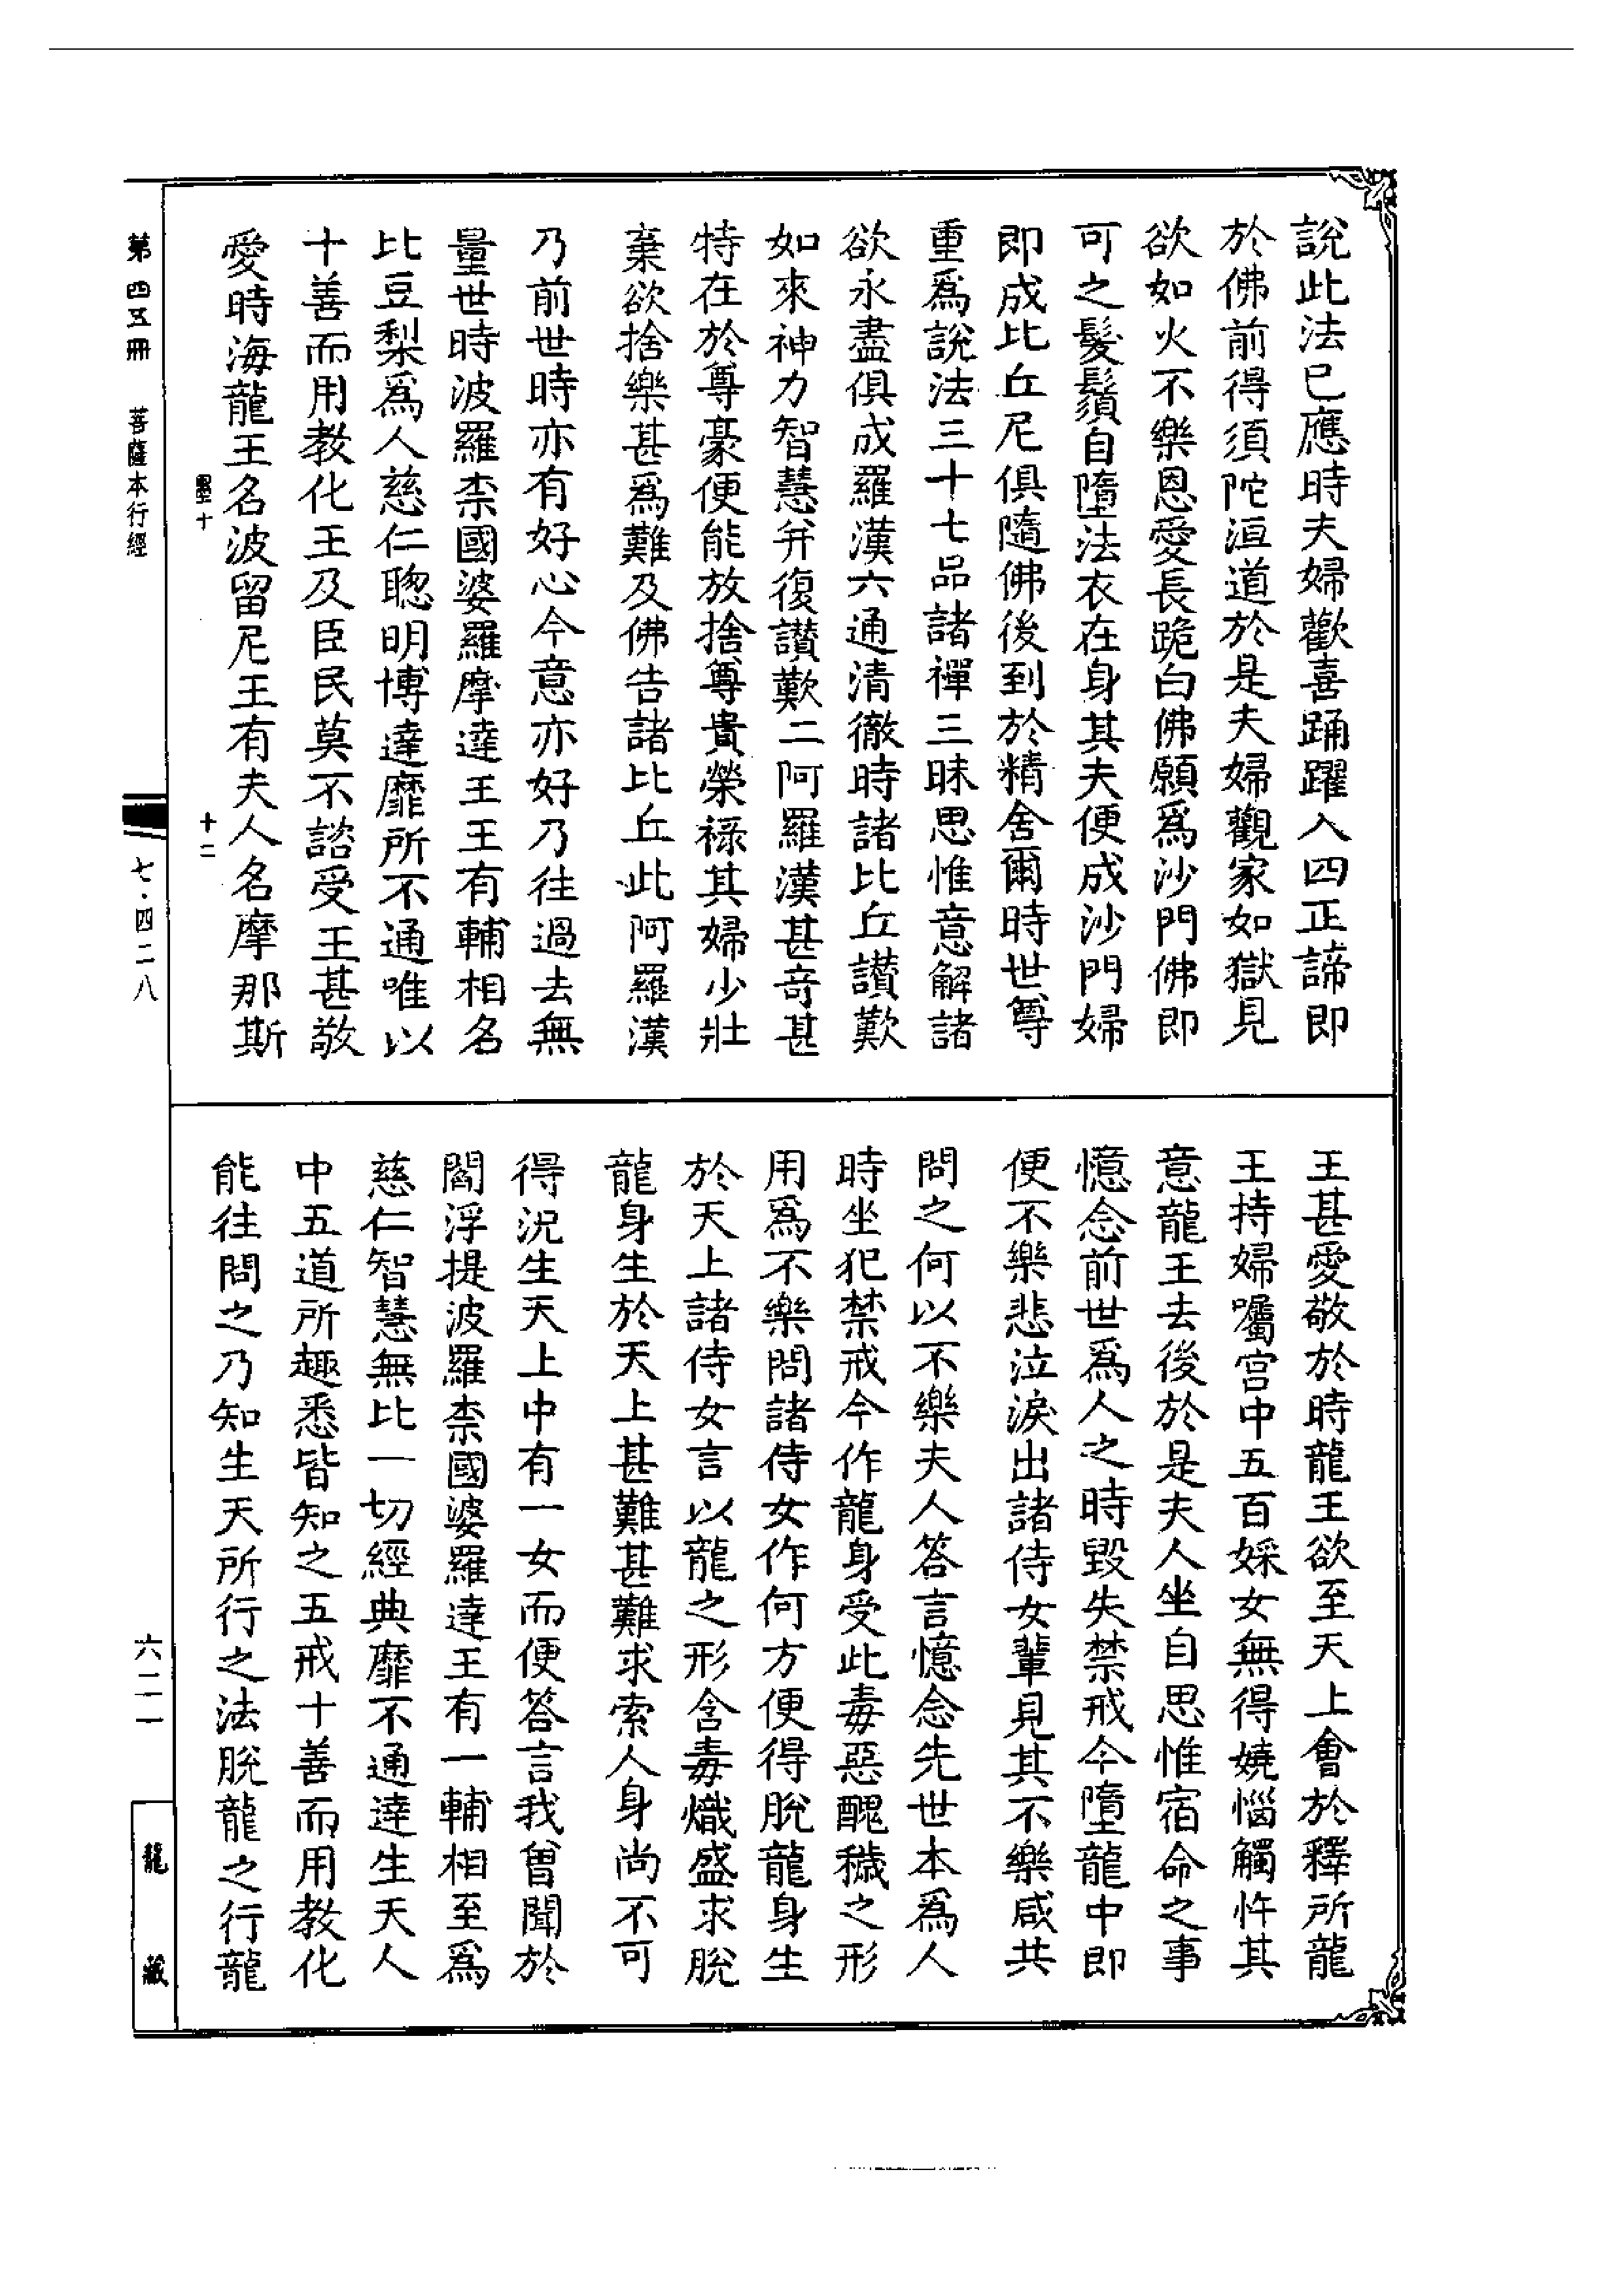 說此法已應時夫婦歡喜踊躍入四正諦即
於佛前得須陀洹道於是夫婦觀家如獄見
欲如火不樂恩愛長跪白佛願爲沙門佛即
可之髮鬚自墮法衣在身其夫便成沙門婦
即成比丘尼俱隨佛後到於精舍爾時世尊
重爲說法三十七品諸禪三昧思惟意解諸
欲永盡俱成羅漢六通清徹時諸比丘讚歎
如來神力智慧并復讚歎二阿羅漢甚奇甚
特在於尊豪便能放捨尊貴榮祿其婦少壯
棄欲捨樂甚爲難及佛告諸比丘此阿羅漢
乃前世時亦有好心今意亦好乃往過去無
量世時波羅柰國婆羅摩達王王有輔相名
比豆梨爲人慈仁聰明博達靡所不通唯以
十善而用教化王及臣民莫不諮受王甚敬
愛時海龍王名波留尼王有夫人名摩那斯
墨十
十二
王甚愛敬於時龍王欲至天上會於釋所龍
王持婦囑宮中五百婇女無得嬈惱觸忤其
意龍王去後於是夫人坐自思惟宿命之事
憶念前世爲人之時毀失禁戒今墮龍中即
便不樂悲泣淚出諸侍女輩見其不樂咸共
問之何以不樂夫人答言憶念先世本爲人
時坐犯禁戒今作龍身受此毒惡醜穢之形
用爲不樂問諸侍女作何方便得脫龍身生
於天上諸侍女言以龍之形含毒熾盛求脫
龍身生於天上甚難甚難求索人身尚不可
得況生天上中有一女而便答言我曾聞於
閻浮提波羅柰國婆羅達王有一輔相至爲
慈仁智慧無比一切經典靡不通達生天人
中五道所趣悉皆知之五戒十善而用教化
能往問之乃知生天所行之法脫龍之行龍
第四五冊 菩薩本行經
七·四二八
六二一
龍藏